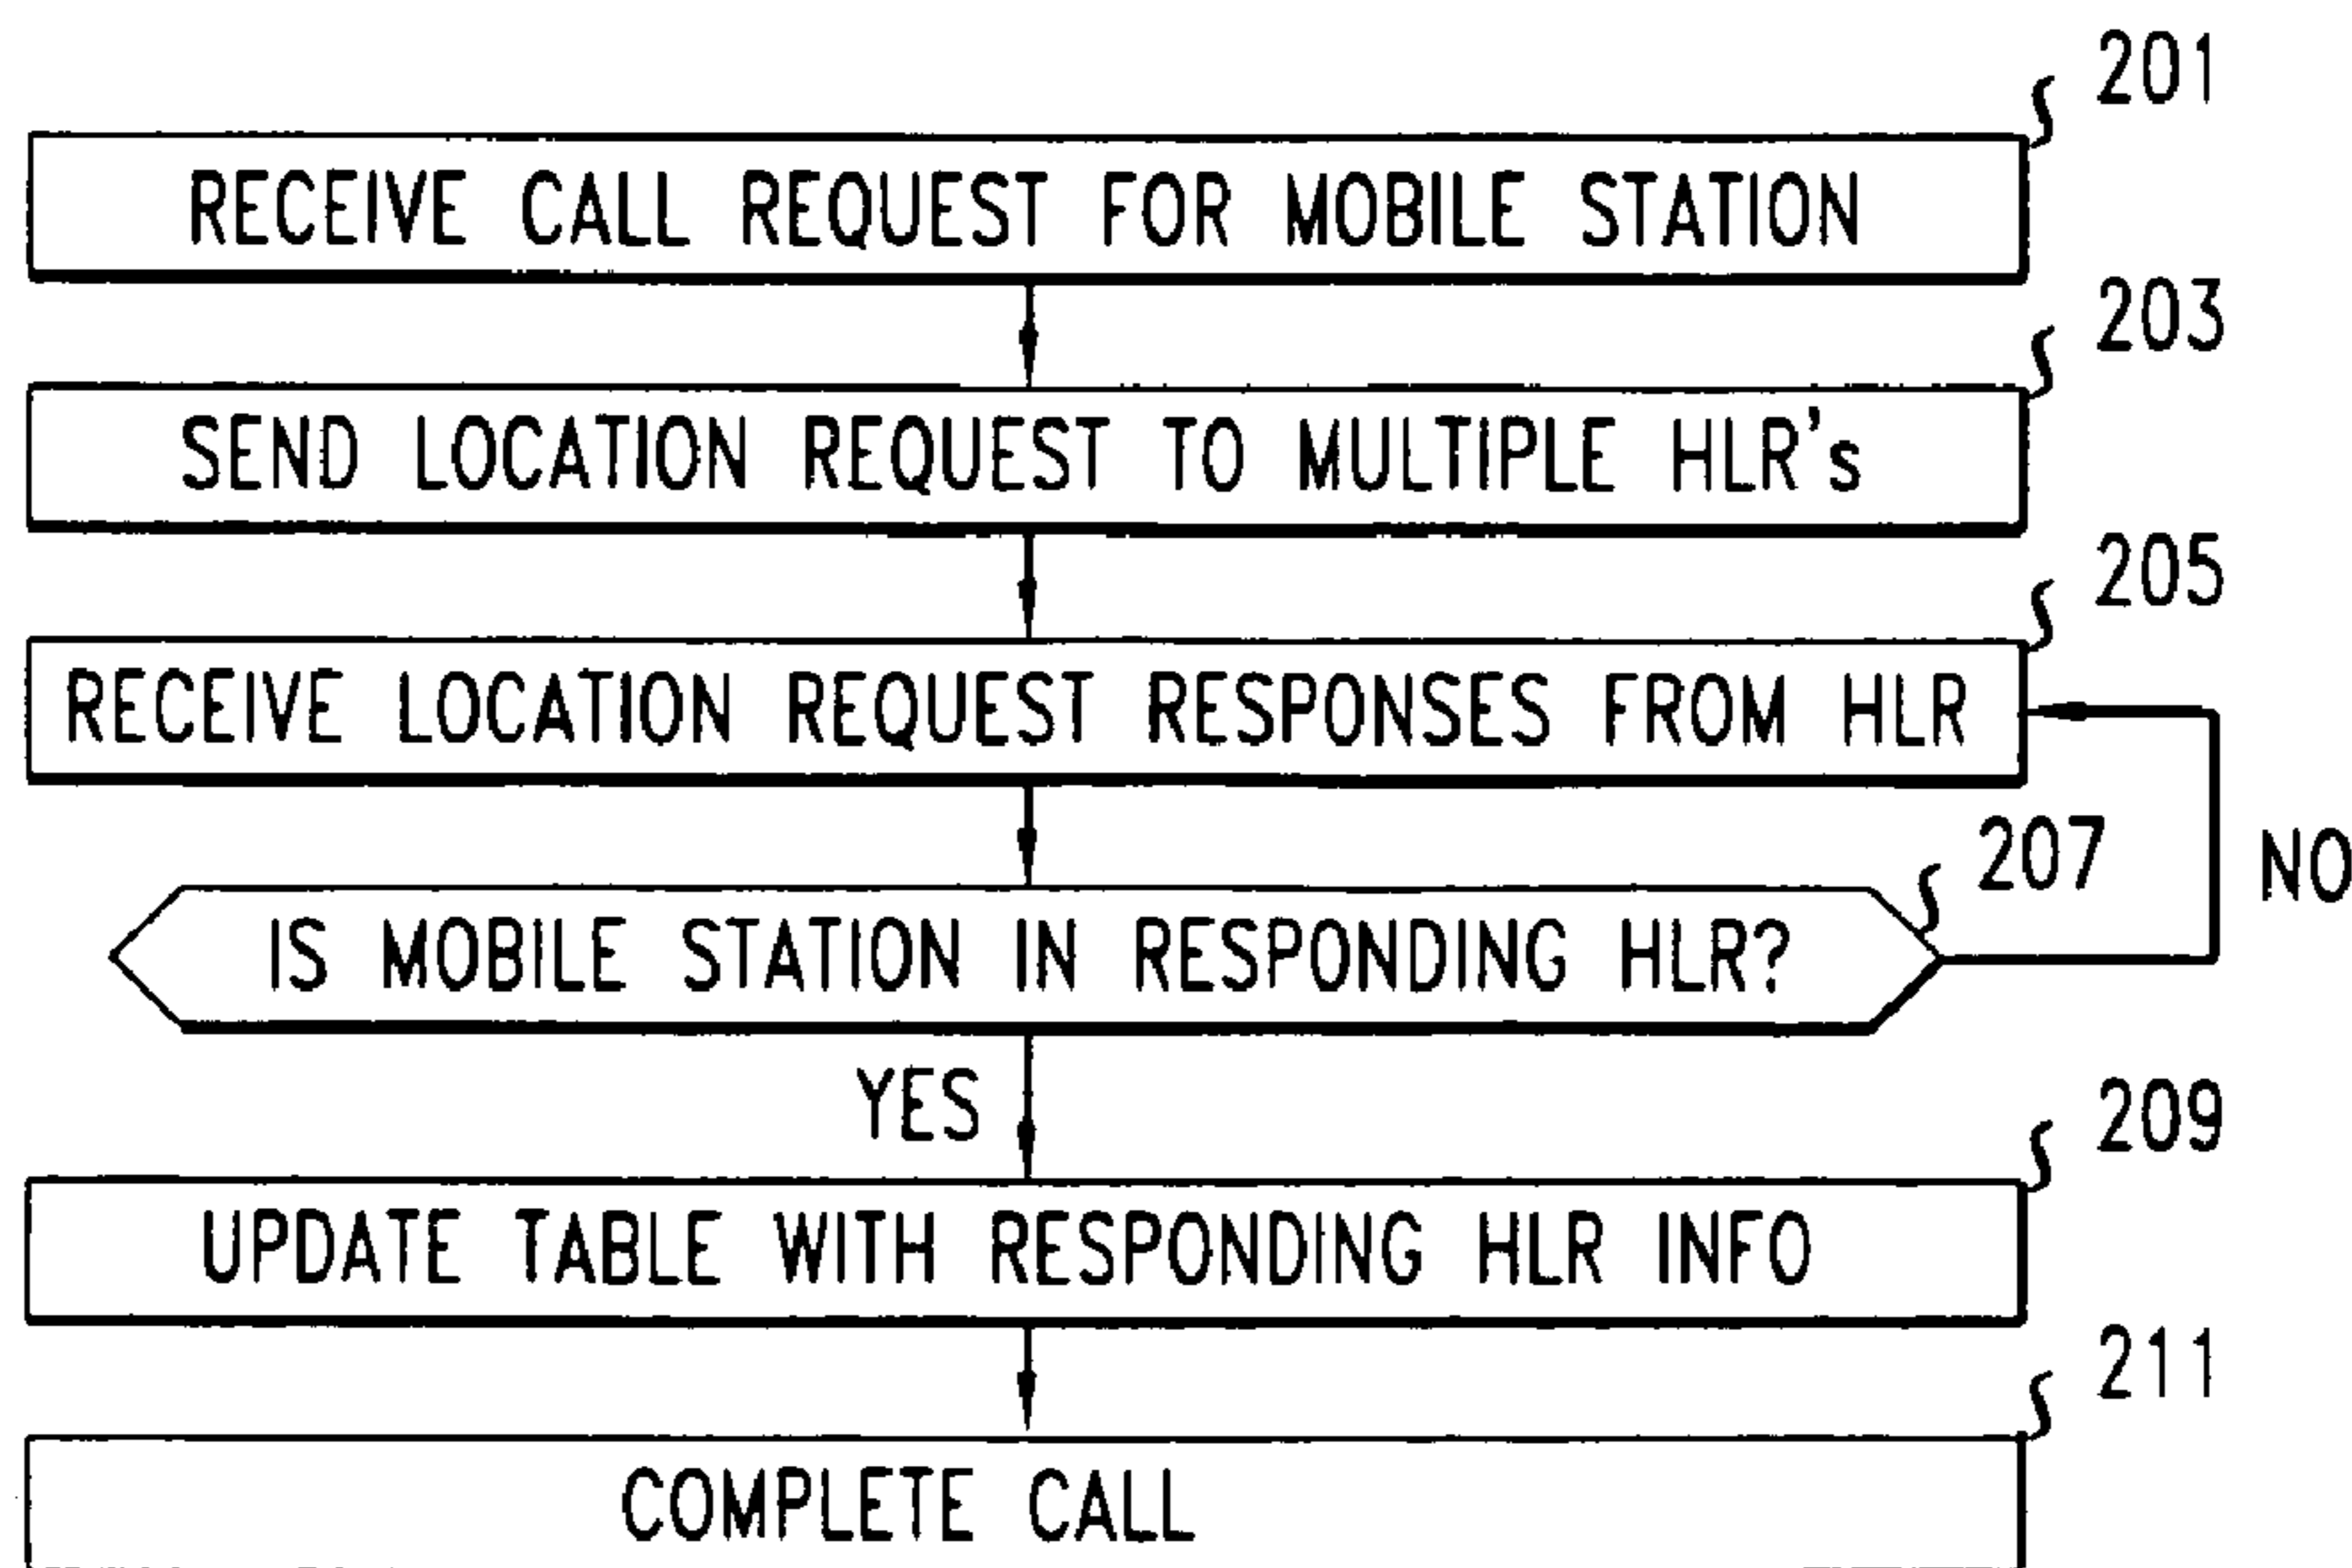 201
RECEIVE CALL REQUEST FOR MOBILE STATION
203
SEND LOCATION REQUEST TO MULTIPLE HLR's
205
RECEIVE LOCATION REQUEST RESPONSES FROM HLR
207
NO
IS MOBILE STATION IN RESPONDING HLR?
YES
209
UPDATE TABLE WITH RESPONDING HLR INFO
211
COMPLETE CALL